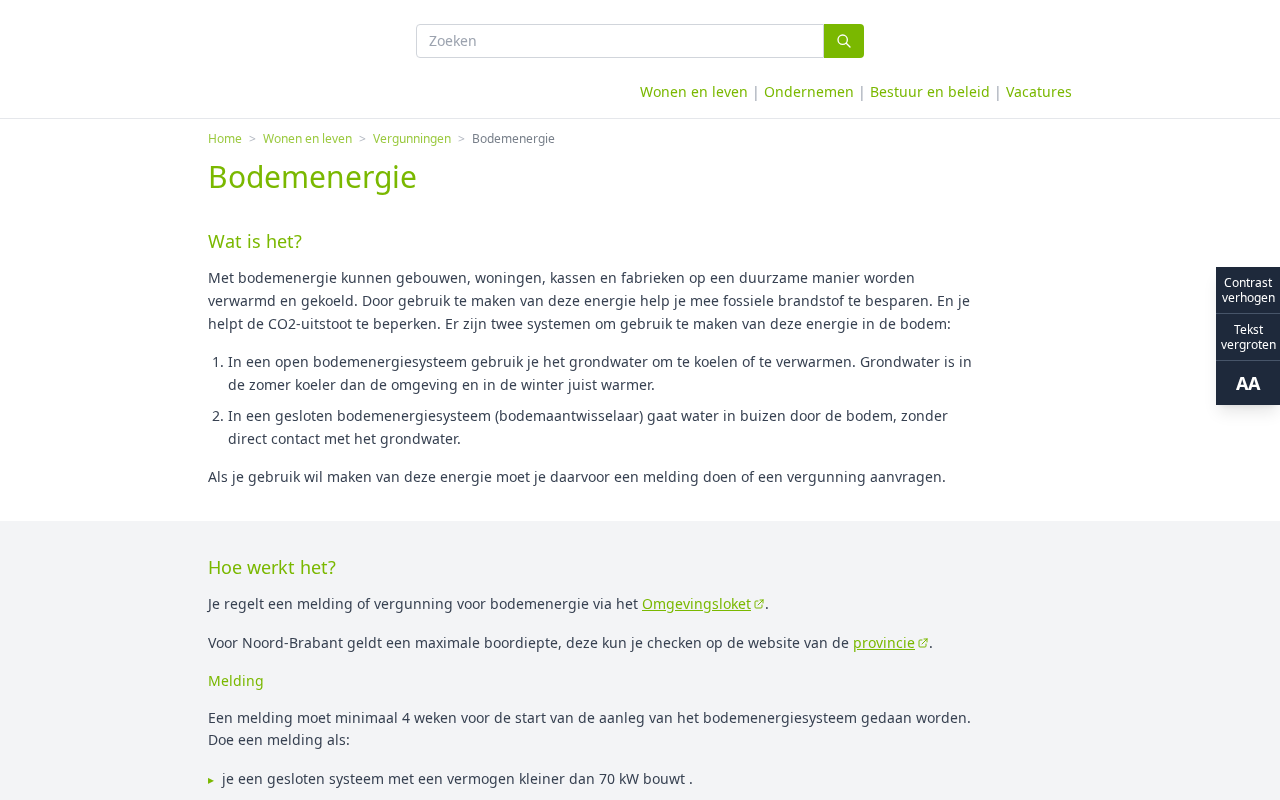 Zoeken
Wonen en leven | Ondernemen | Bestuur en beleid | Vacatures
Home > Wonen en leven > Vergunningen > Bodemenergie
Bodemenergie
Wat is het?
Met bodemenergie kunnen gebouwen, woningen, kassen en fabrieken op een duurzame manier worden
verwarmd en gekoeld. Door gebruik te maken van deze energie help je mee fossiele brandstof te besparen. En je
helpt de CO2-uitstoot te beperken. Er zijn twee systemen om gebruik te maken van deze energie in de bodem:
1. In een open bodemenergiesysteem gebruik je het grondwater om te koelen of te verwarmen. Grondwater is in
de zomer koeler dan de omgeving en in de winter juist warmer.
2. In een gesloten bodemenergiesysteem (bodemaantwisselaar) gaat water in buizen door de bodem, zonder
direct contact met het grondwater.
Als je gebruik wil maken van deze energie moet je daarvoor een melding doen of een vergunning aanvragen.
Contrast
verhogen
Tekst
vergroten
AA
Hoe werkt het?
Je regelt een melding of vergunning voor bodemenergie via het Omgevingsloket.
Voor Noord-Brabant geldt een maximale boordiepte, deze kun je checken op de website van de provincie.
Melding
Een melding moet minimaal 4 weken voor de start van de aanleg van het bodemenergiesysteem gedaan worden.
Doe een melding als:
▸ je een gesloten systeem met een vermogen kleiner dan 70 kW bouwt .